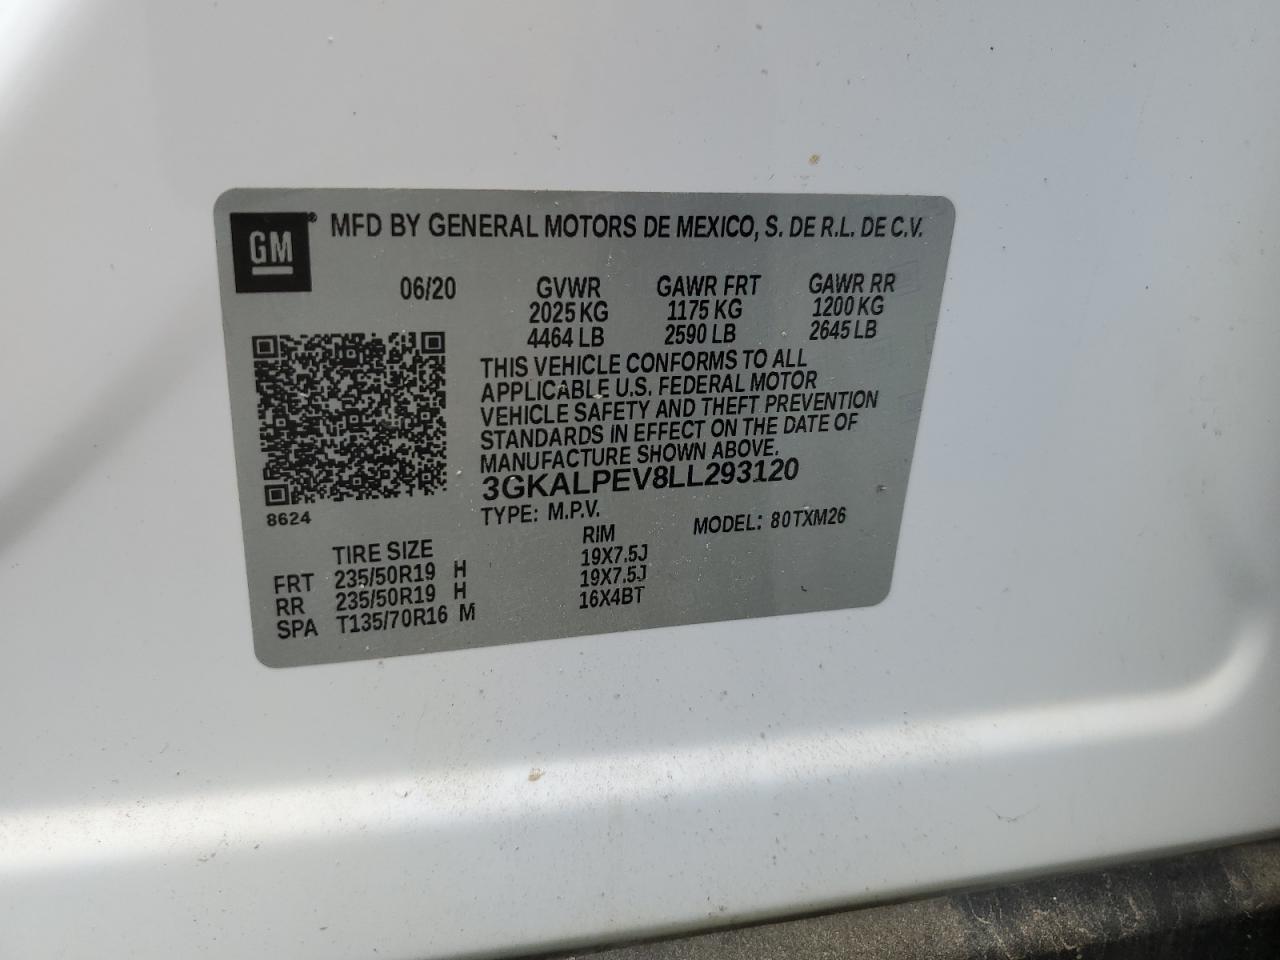 GM® MFD BY GENERAL MOTORS DE MEXICO, S. DE R.L. DE C.V.
06/20 GVWR GAWR FRT GAWR RR
2025 KG 1175 KG 1200 KG
4464 LB 2590 LB 2645 LB
THIS VEHICLE CONFORMS TO ALL
APPLICABLE U.S. FEDERAL MOTOR
VEHICLE SAFETY AND THEFT PREVENTION
STANDARDS IN EFFECT ON THE DATE OF
MANUFACTURE SHOWN ABOVE.
3GKALPEV8LL293120
8624 TYPE: M.P.V. MODEL: 80TXM26
TIRE SIZE RIM
FRT 235/50R19 H 19X7.5J
RR 235/50R19 H 19X7.5J
SPA T135/70R16 M 16X4BT